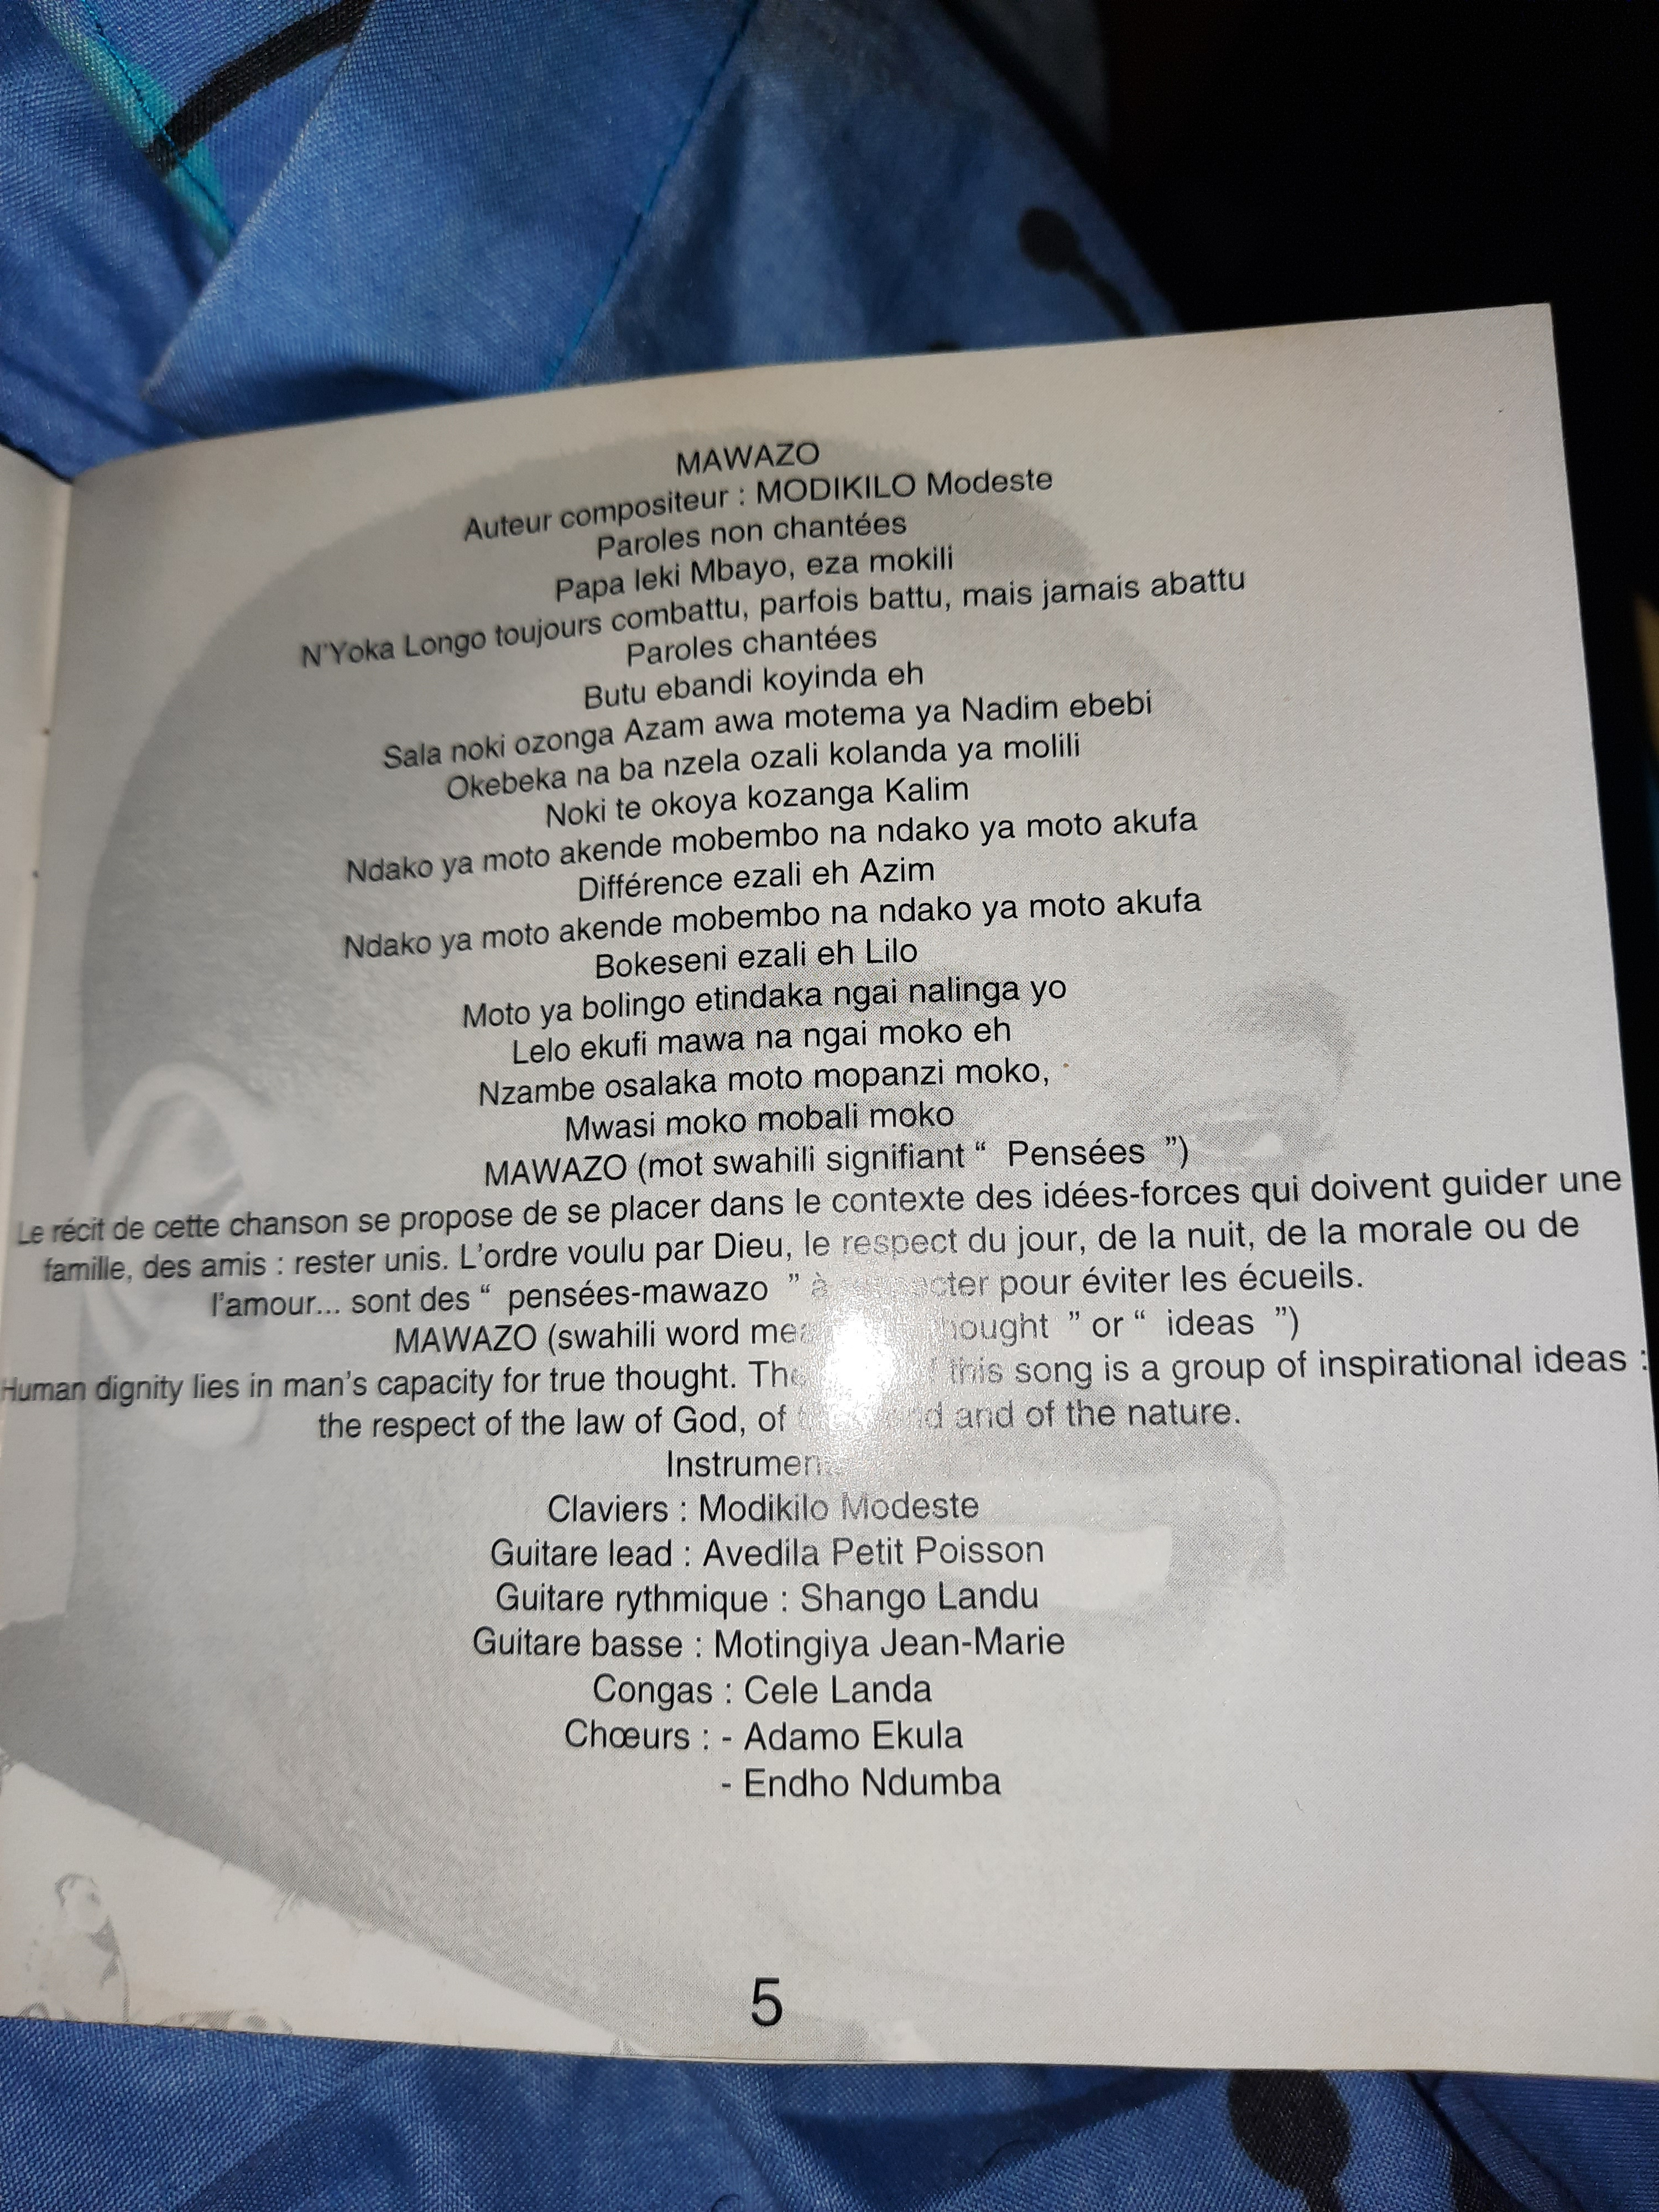 MAWAZO
Auteur compositeur : MODIKILO Modeste
Paroles non chantées
Papa leki Mbayo, eza mokili
N'Yoka Longo toujours combattu, parfois battu, mais jamais abattu
Paroles chantées
Butu ebandi koyinda eh
Sala noki ozonga Azam awa motema ya Nadim ebebi
Okebeka na ba nzela ozali kolanda ya molili
Noki te okoya kozanga Kalim
Ndako ya moto akende mobembo na ndako ya moto akufa
Différence ezali eh Azim
Ndako ya moto akende mobembo na ndako ya moto akufa
Bokeseni ezali eh Lilo
Moto ya bolingo etindaka ngai nalinga yo
Lelo ekufi mawa na ngai moko eh
Nzambe osalaka moto mopanzi moko,
Mwasi moko mobali moko
MAWAZO (mot swahili signifiant “ Pensées ”)
Le récit de cette chanson se propose de se placer dans le contexte des idées-forces qui doivent guider une
famille, des amis : rester unis. L'ordre voulu par Dieu, le respect du jour, de la nuit, de la morale ou de
l'amour... sont des “ pensées-mawazo ” à pour éviter les écueils.
MAWAZO (swahili word ” or “ ideas ”)
Human dignity lies in man's capacity for true thought. this song is a group of inspirational ideas :
the respect of the law of God, of and of the nature.
Claviers : Modikilo Modeste
Guitare lead : Avedila Petit Poisson
Guitare rythmique : Shango Landu
Guitare basse : Motingiya Jean-Marie
Congas : Cele Landa
Chœurs : - Adamo Ekula
- Endho Ndumba
5